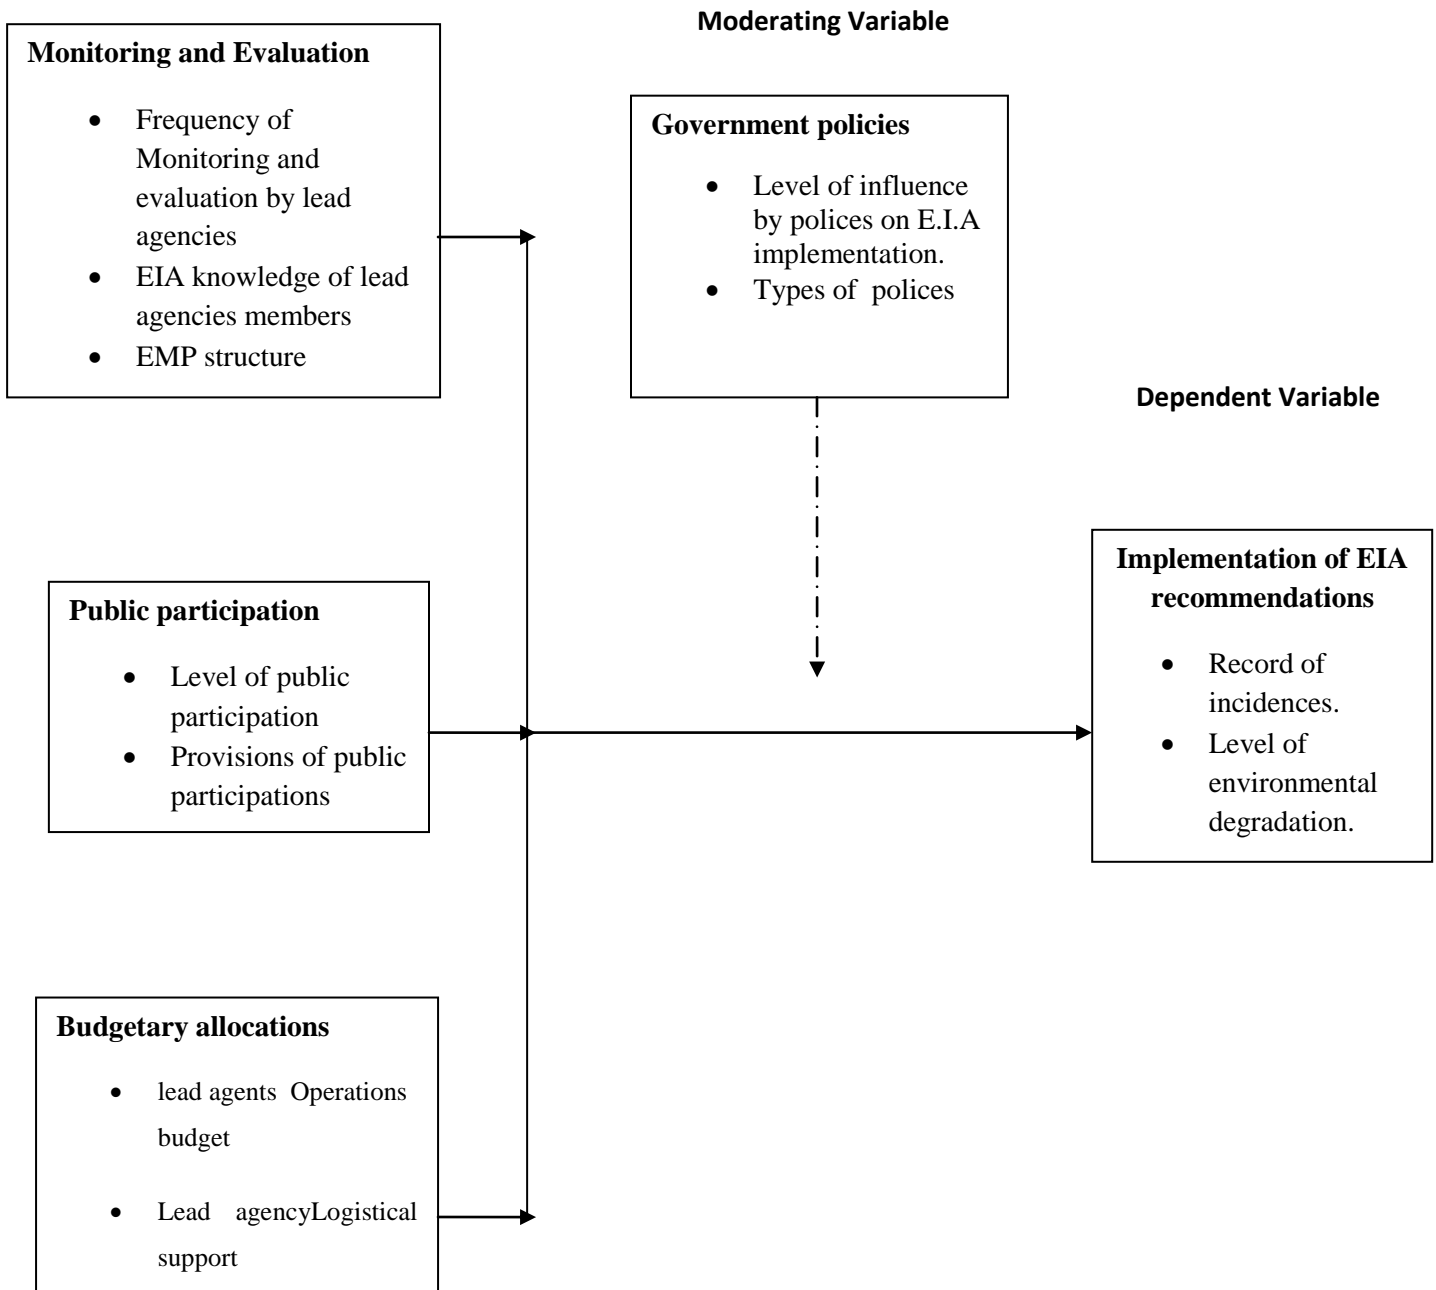 Moderating Variable
Monitoring and Evaluation
• Frequency of
Monitoring and
evaluation by lead
agencies
• EIA knowledge of lead
agencies members
• EMP structure
Government policies
• Level of influence
by polices on E.I.A
implementation.
• Types of polices
Dependent Variable
Public participation
• Level of public
participation
• Provisions of public
participations
Implementation of EIA
recommendations
• Record of
incidences.
• Level of
environmental
degradation.
Budgetary allocations
• lead agents Operations
budget
• Lead agencyLogistical
support